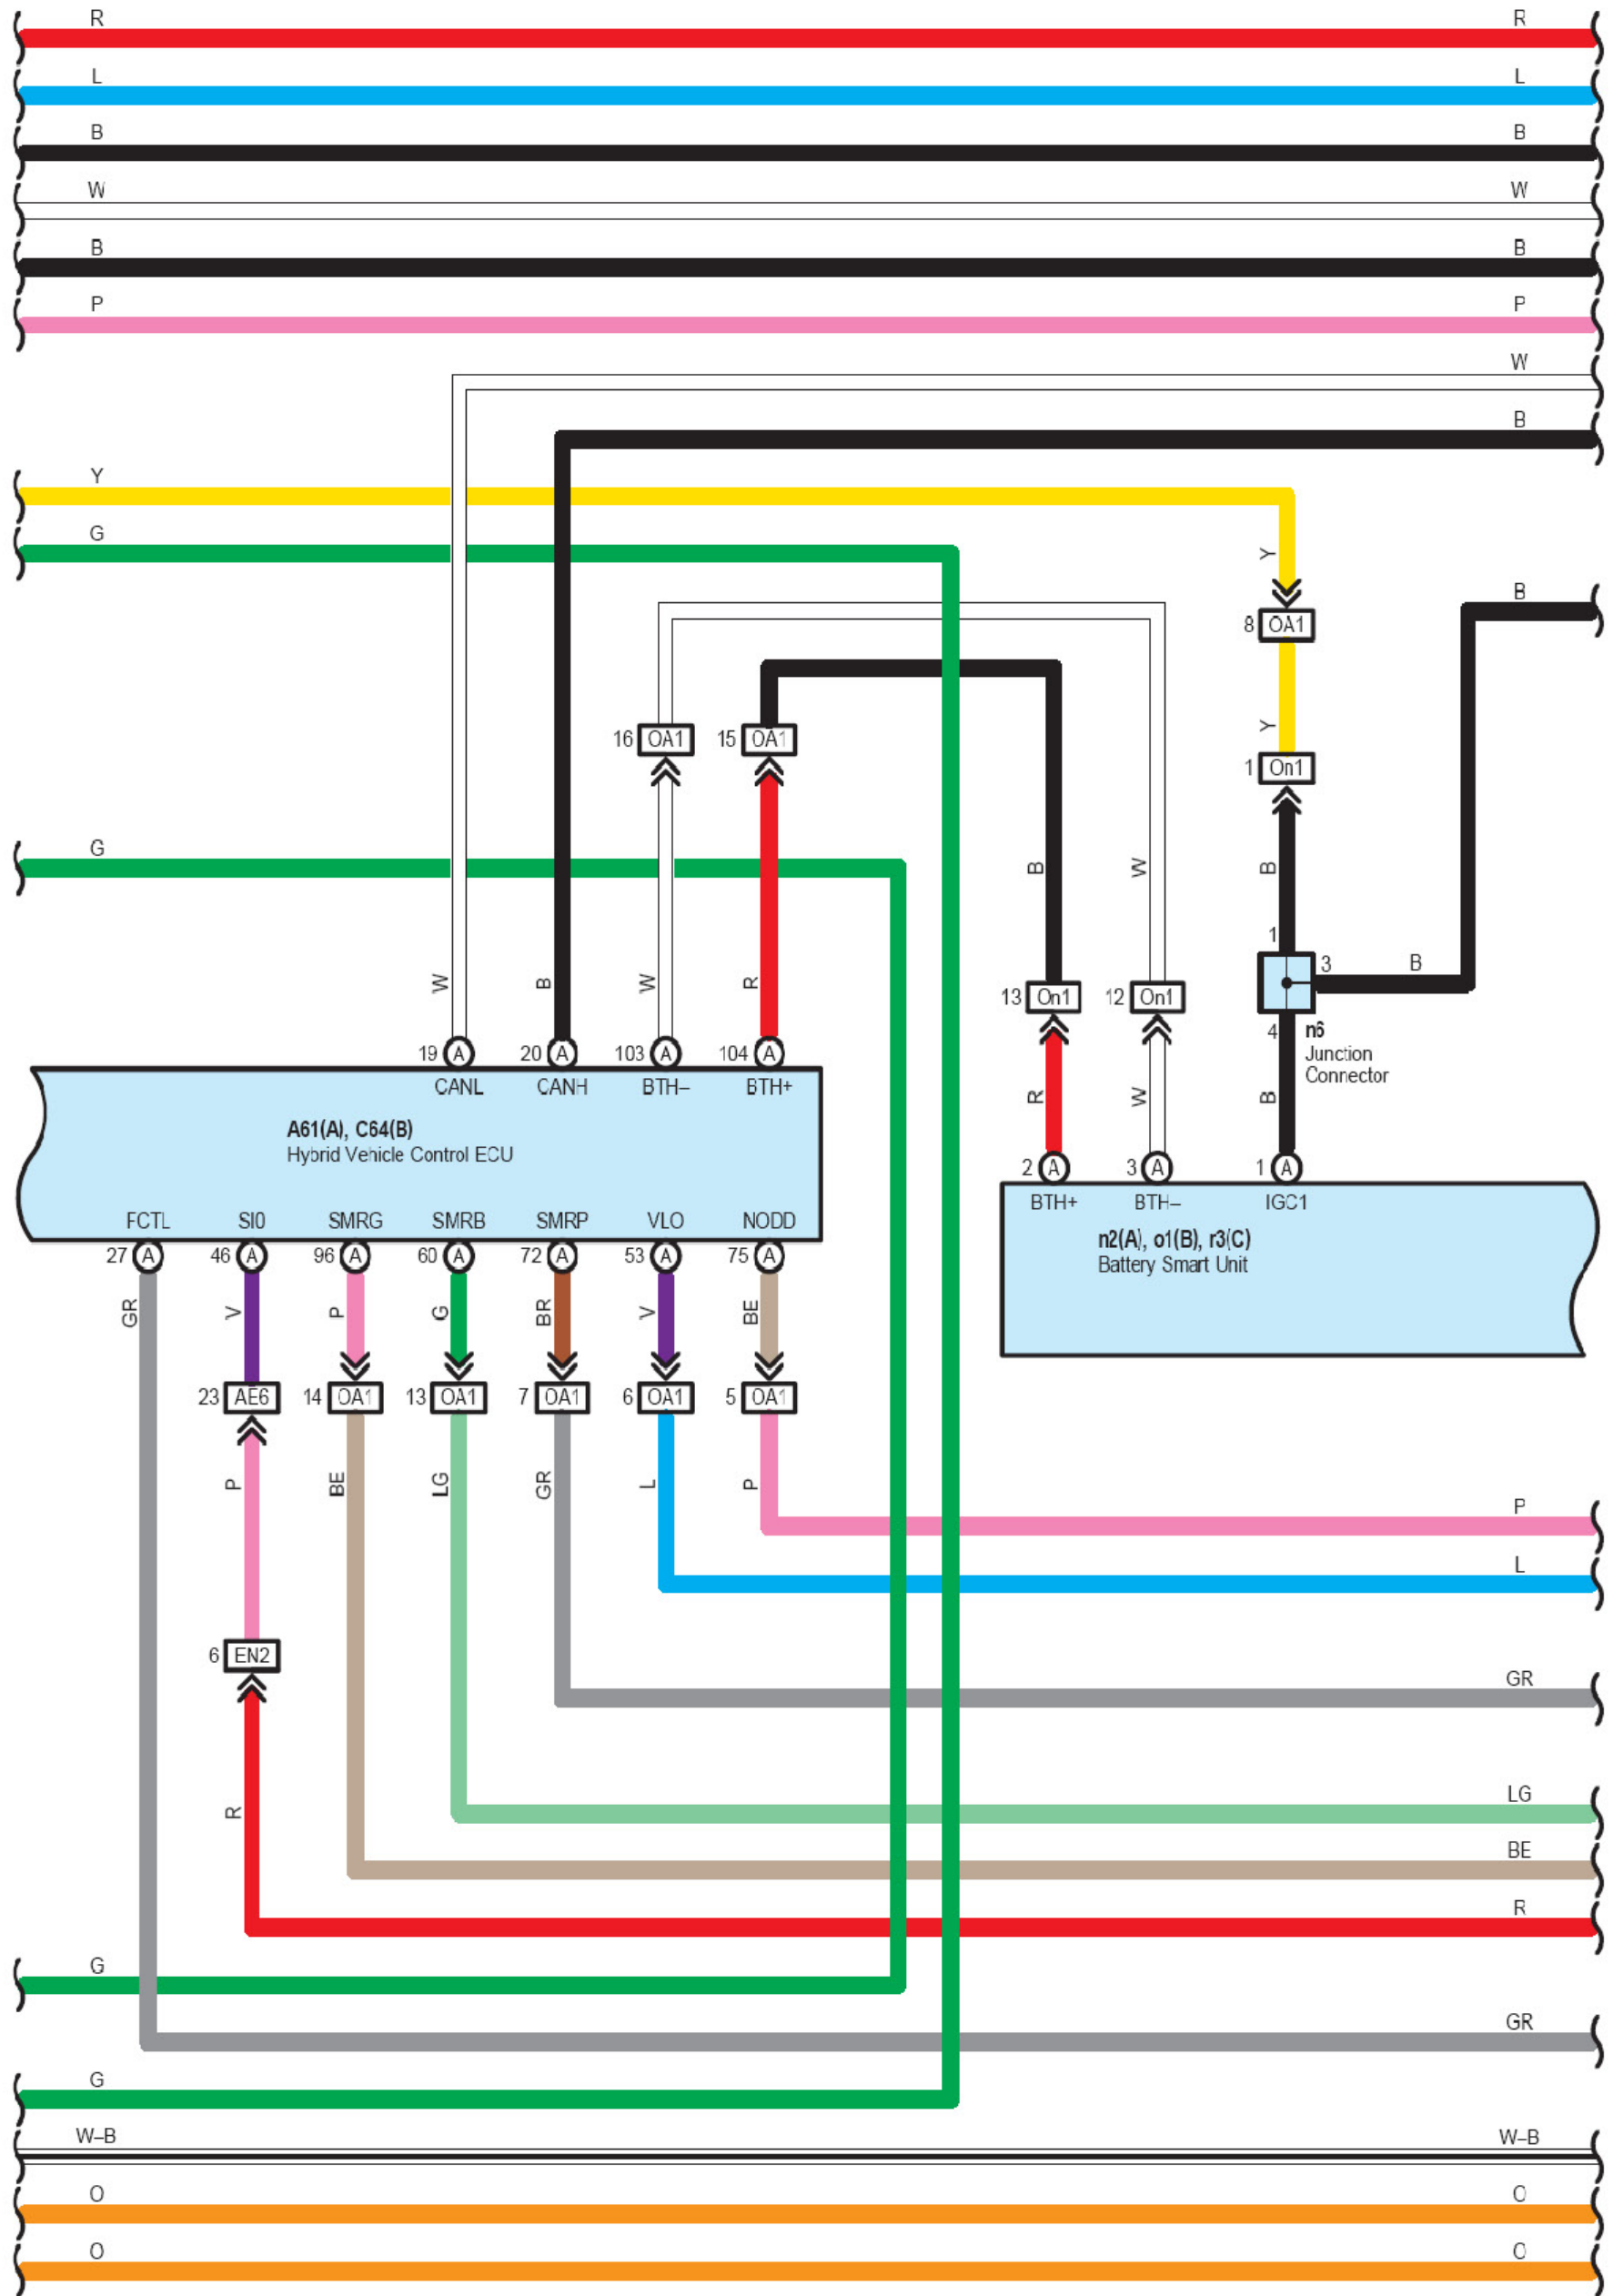 R R
L L
B B
W W
B B
P P
W
B
Y
G
Y
B
8 OA1
16 OA1 15 OA1
Y
1 On1
G
B W B
1
3 B
W B W R
13 On1 12 On1
4 n6
Junction
Connector
19 A 20 A 103 A 104 A
CANL CANH BTH– BTH+
R W B
A61(A), C64(B)
Hybrid Vehicle Control ECU
2 A 3 A 1 A
BTH+ BTH– IGC1
FCTL SI0 SMRG SMRB SMRP VLO NODD
n2(A), o1(B), r3(C)
Battery Smart Unit
27 A 46 A 96 A 60 A 72 A 53 A 75 A
GR V P G BR V BE
23 AE6 14 OA1 13 OA1 7 OA1 6 OA1 5 OA1
P BE LG GR L P
P
L
6 EN2
GR
LG
R
BE
R
G
GR
G
W–B W–B
O O
O O